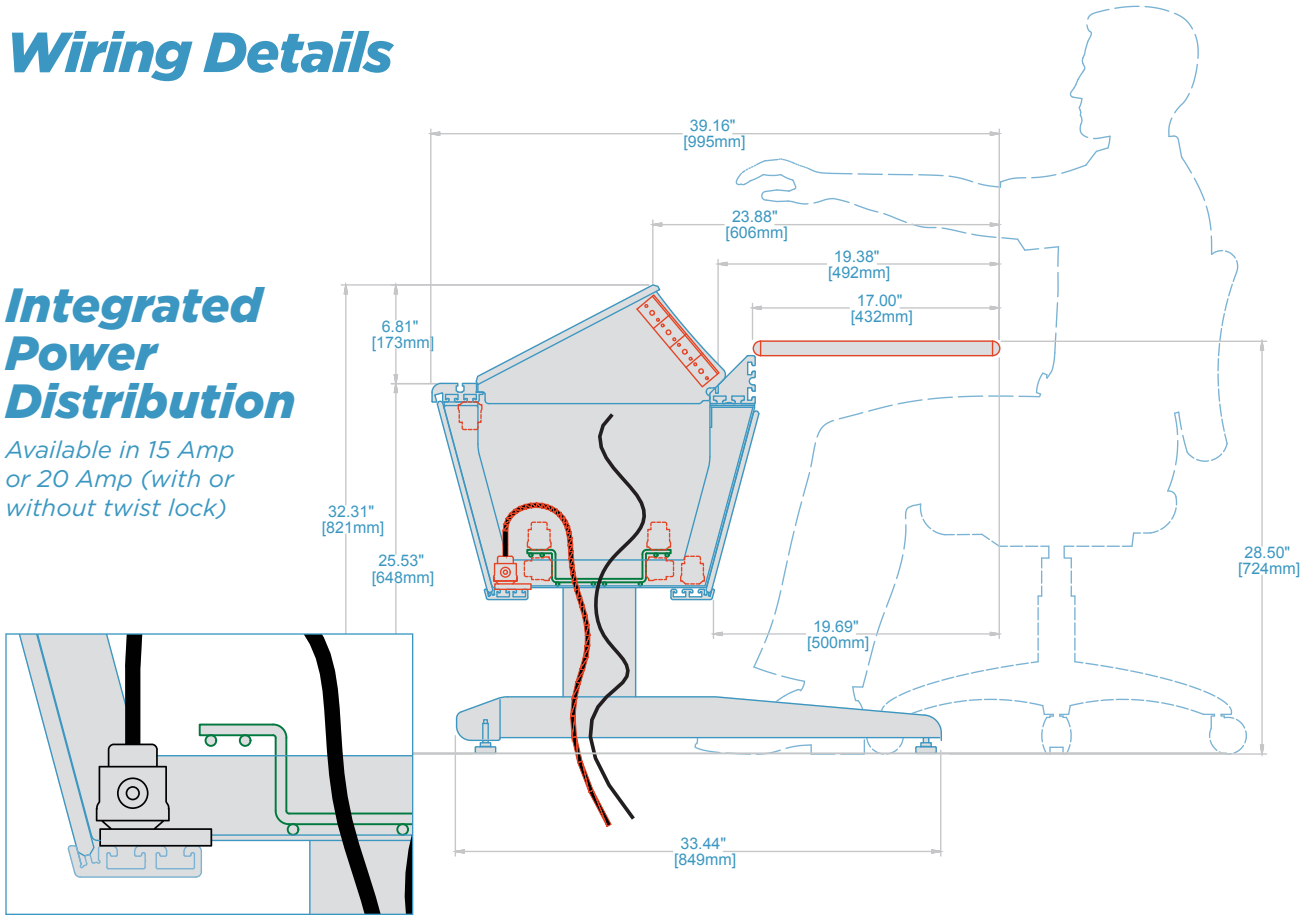 Wiring Details
39.16"
[995mm]
23.88"
[606mm]
19.38"
[492mm]
17.00"
[432mm]
Integrated
Power
Distribution
Available in 15 Amp
or 20 Amp (with or
without twist lock)
6.81"
[173mm]
32.31"
[821mm]
25.53"
[648mm]
28.50"
[724mm]
19.69"
[500mm]
33.44"
[849mm]